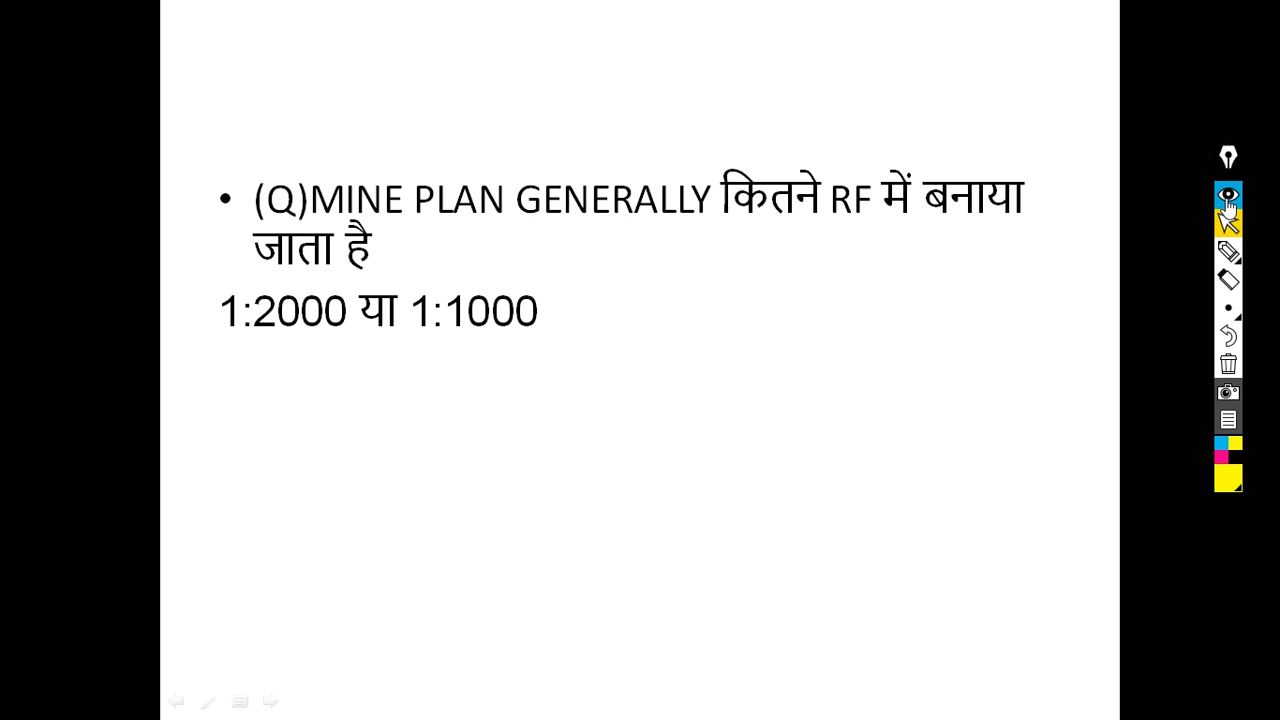 • (Q)MINE PLAN GENERALLY कितने RF में बनाया
जाता है
1:2000 या 1:1000